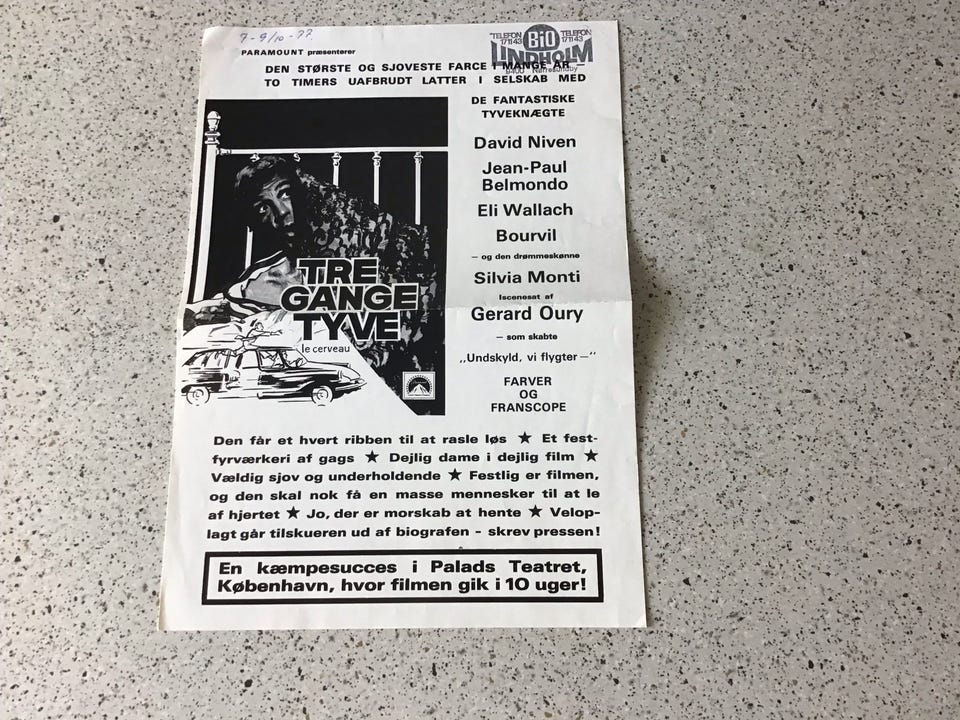 7-9/10-77
TELEFON BiO TELEFON
171143 171143
LINDHOLM
9400 Nørresundby
PARAMOUNT præsenterer
DEN STØRSTE OG SJOVESTE FARCE I MANGE ÅR —
TO TIMERS UAFBRUDT LATTER I SELSKAB MED
DE FANTASTISKE
TYVEKNÆGTE
David Niven
Jean-Paul
Belmondo
Eli Wallach
Bourvil
— og den drømmeskønne
Silvia Monti
Iscenesat af
Gerard Oury
— som skabte
„Undskyld, vi flygter —"
FARVER
OG
FRANSCOPE
TRE
GANGE
TYVE
le cerveau
Den får et hvert ribben til at rasle løs ★ Et fest-
fyrværkeri af gags ★ Dejlig dame i dejlig film ★
Vældig sjov og underholdende ★ Festlig er filmen,
og den skal nok få en masse mennesker til at le
af hjertet ★ Jo, der er morskab at hente ★ Velop-
lagt går tilskueren ud af biografen - skrev pressen!
En kæmpesucces i Palads Teatret,
København, hvor filmen gik i 10 uger!